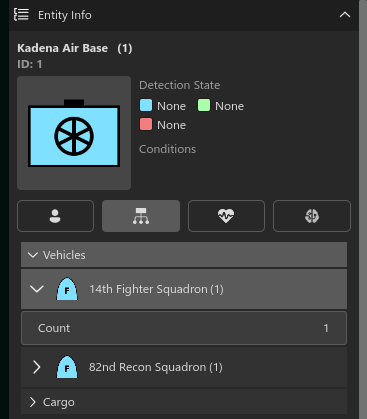 Entity Info
Kadena Air Base (1)
ID: 1
Detection State
None None
None
Conditions
Vehicles
F 14th Fighter Squadron (1)
Count 1
F 82nd Recon Squadron (1)
Cargo